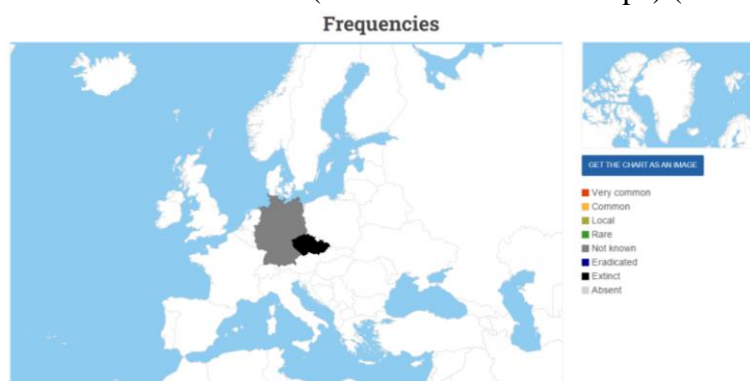 Frequencies
GET THE CHART AS AN IMAGE
Very common
Common
Local
Rare
Not known
Eradicated
Extinct
Absent